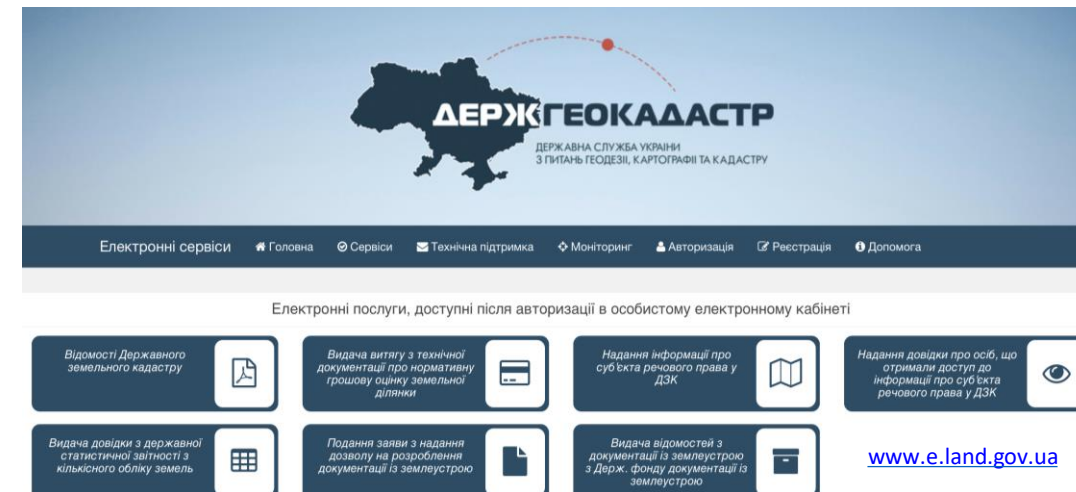 ДЕРЖГЕОКАДАСТР
ДЕРЖАВНА СЛУЖБА УКРАЇНИ
З ПИТАНЬ ГЕОДЕЗІЇ, КАРТОГРАФІЇ ТА КАДАСТРУ
Електронні сервіси Головна Сервіси Технічна підтримка Моніторинг Авторизація Реєстрація Допомога
Електронні послуги, доступні після авторизації в особистому електронному кабінеті
Відомості Державного
земельного кадастру
Видача витягу з технічної
документації про нормативну
грошову оцінку земельної
ділянки
Надання інформації про
суб'єкта речового права у
ДЗК
Надання довідки про осіб, що
отримали доступ до
інформації про суб'єкта
речового права у ДЗК
Видача довідки з державної
статистичної звітності з
кількісного обліку земель
Подання заяви з надання
дозволу на розроблення
документації із землеустрою
Видача відомостей з
документації із землеустрою
з Держ. фонду документації із
землеустрою
www.e.land.gov.ua